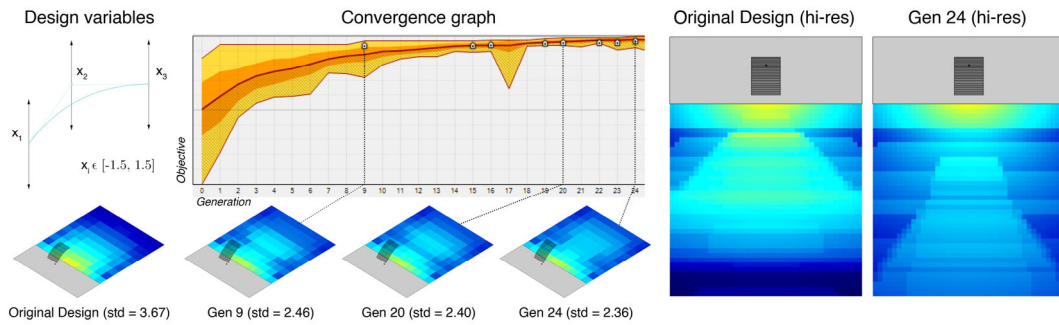 Design variables
Convergence graph
Original Design (hi-res)
Gen 24 (hi-res)
x1
x2
x3
xi ϵ [-1.5, 1.5]
Objective
0 1 2 3 4 5 6 7 8 9 10 11 12 13 14 15 16 17 18 19 20 21 22 23 24
Generation
Original Design (std = 3.67)
Gen 9 (std = 2.46)
Gen 20 (std = 2.40)
Gen 24 (std = 2.36)